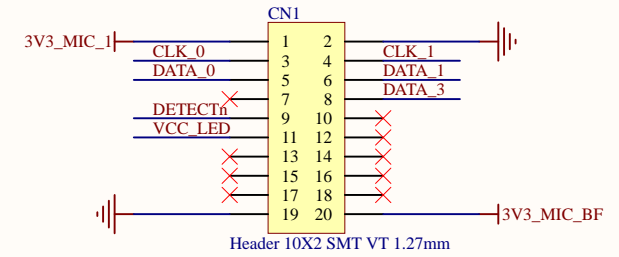 CN1
3V3_MIC_1 1 2
CLK_0 3 4 CLK_1
DATA_0 5 6 DATA_1
7 8 DATA_3
DETECTn 9 10
VCC_LED 11 12
13 14
15 16
17 18
19 20 3V3_MIC_BF
Header 10X2 SMT VT 1.27mm